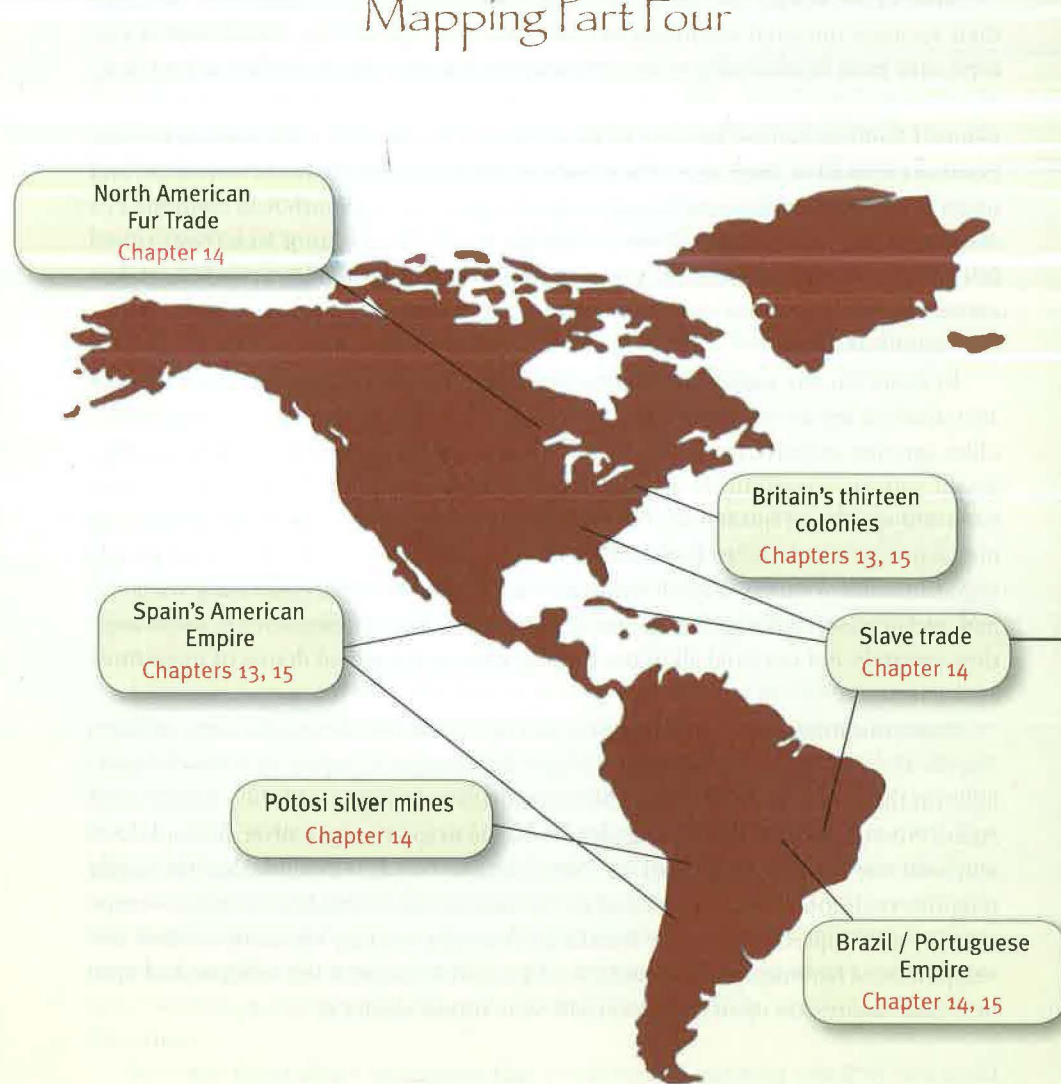 Mapping Part Four
North American
Fur Trade
Chapter 14
Britain's thirteen
colonies
Chapters 13, 15
Spain's American
Empire
Chapters 13, 15
Slave trade
Chapter 14
Potosi silver mines
Chapter 14
Brazil / Portuguese
Empire
Chapter 14, 15